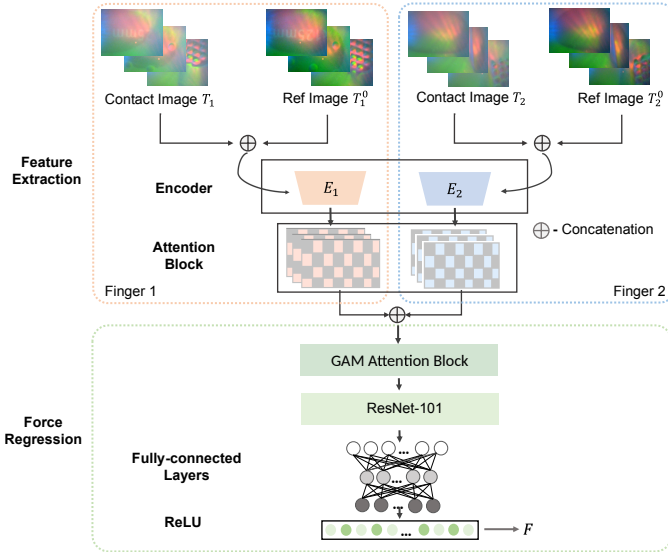 Contact Image T₁
Ref Image T₁⁰
Contact Image T₂
Ref Image T₂⁰
Feature
Extraction
Encoder
E₁
E₂
⊕ - Concatenation
Attention
Block
Finger 1
Finger 2
GAM Attention Block
ResNet-101
Force
Regression
Fully-connected
Layers
...
...
...
ReLU
...
F